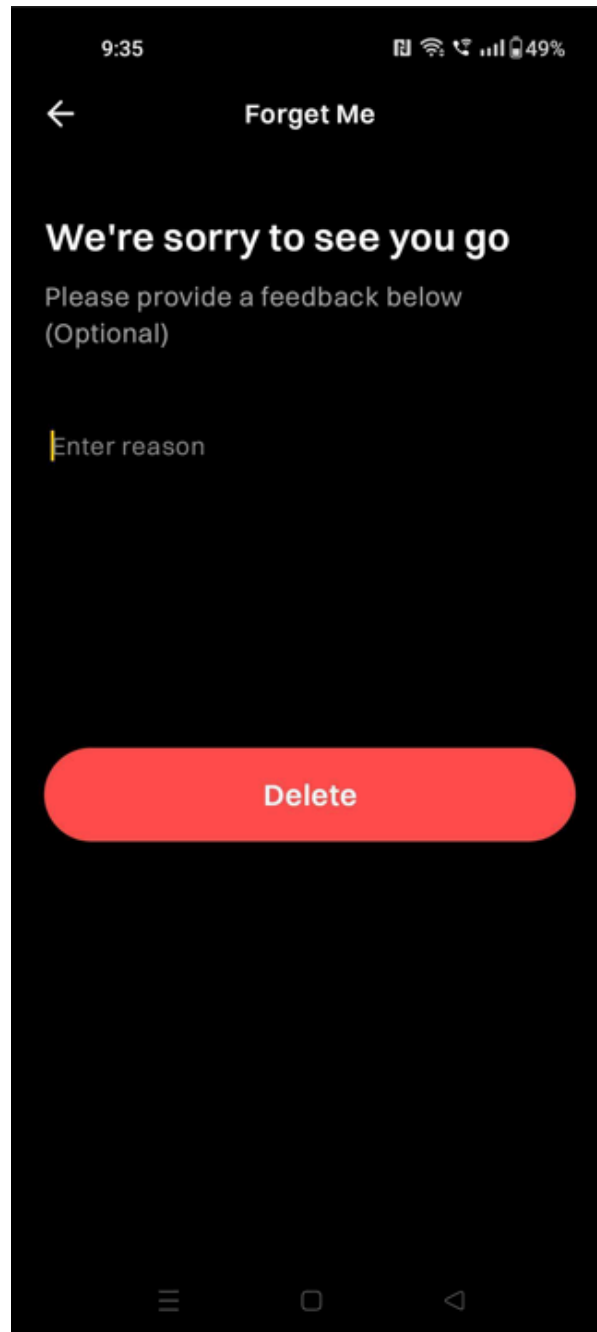 9:35
49%
Forget Me
We're sorry to see you go
Please provide a feedback below
(Optional)
Enter reason
Delete